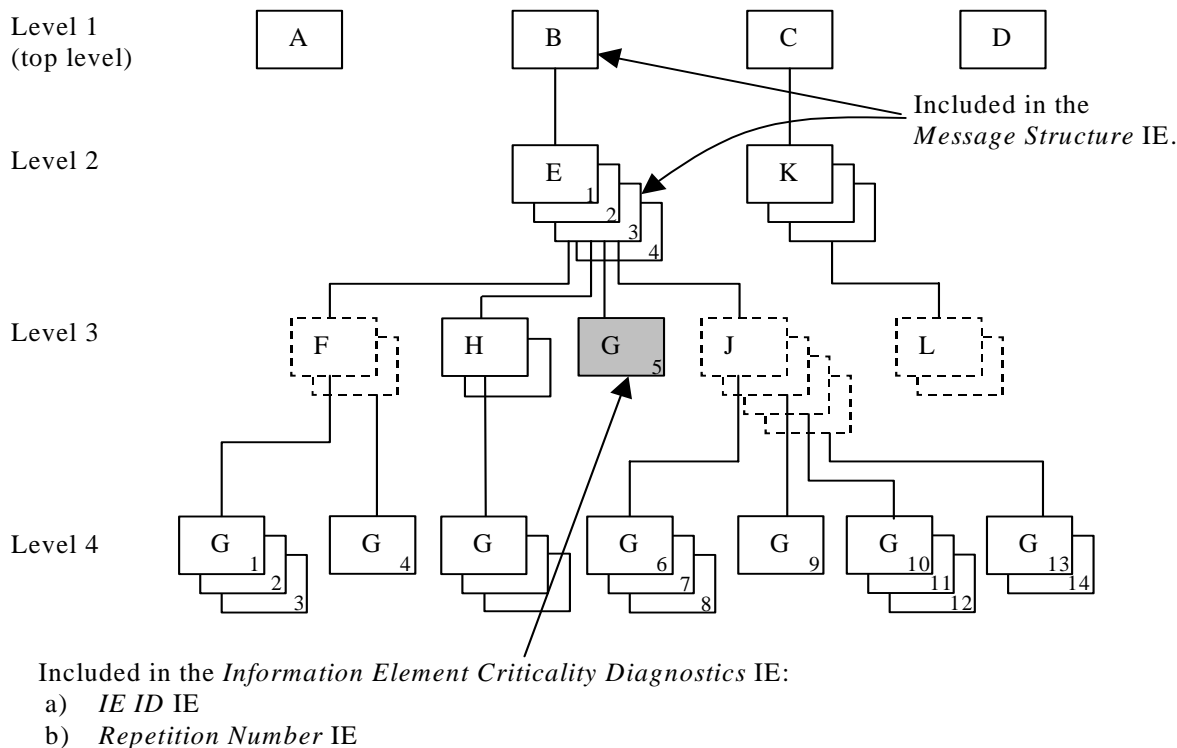 Level 1
(top level)
A
B
C
D
Included in the
Message Structure IE.
Level 2
E
1
2
3
4
K
Level 3
F
H
G
5
J
L
Level 4
G
1
2
3
G
4
G
G
6
7
8
G
9
G
10
11
12
G
13
14
Included in the Information Element Criticality Diagnostics IE:
a) IE ID IE
b) Repetition Number IE